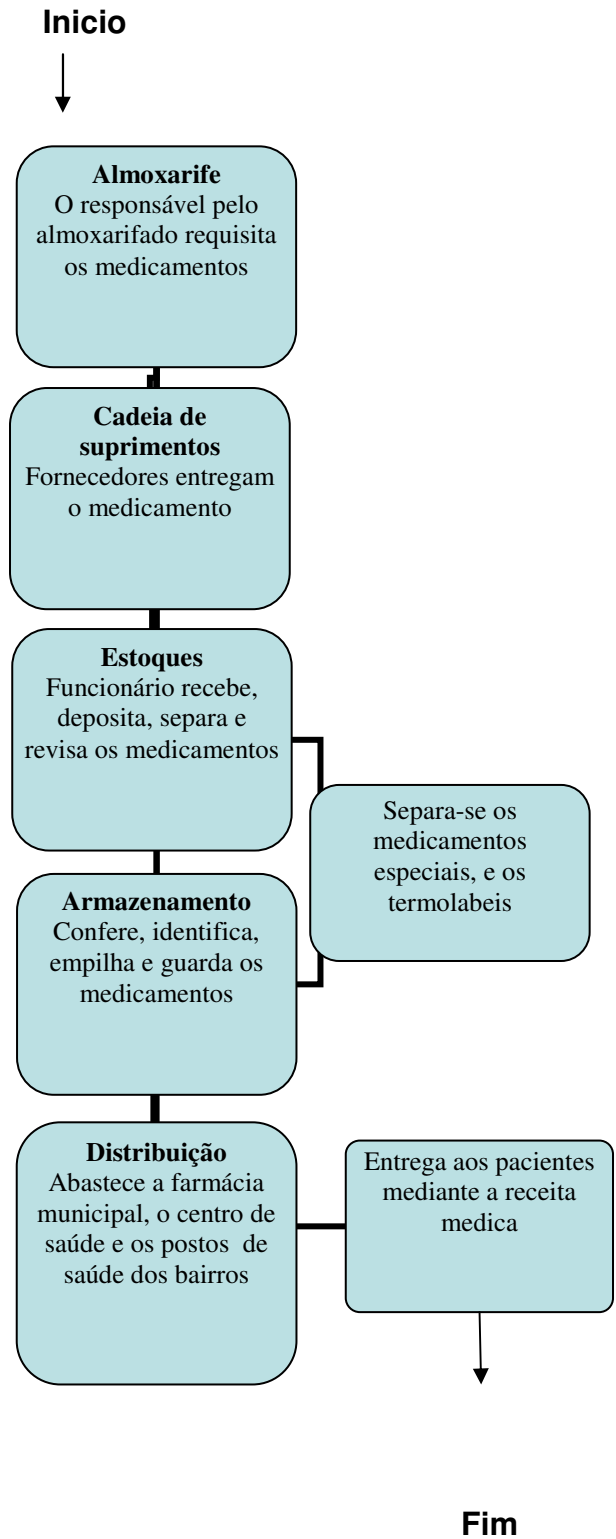 Inicio
Almoxarife
O responsável pelo
almoxarifado requisita
os medicamentos
Cadeia de
suprimentos
Fornecedores entregam
o medicamento
Estoques
Funcionário recebe,
deposita, separa e
revisa os medicamentos
Separa-se os
medicamentos
especiais, e os
termolabeis
Armazenamento
Confere, identifica,
empilha e guarda os
medicamentos
Distribuição
Abastece a farmácia
municipal, o centro de
saúde e os postos de
saúde dos bairros
Entrega aos pacientes
mediante a receita
medica
Fim